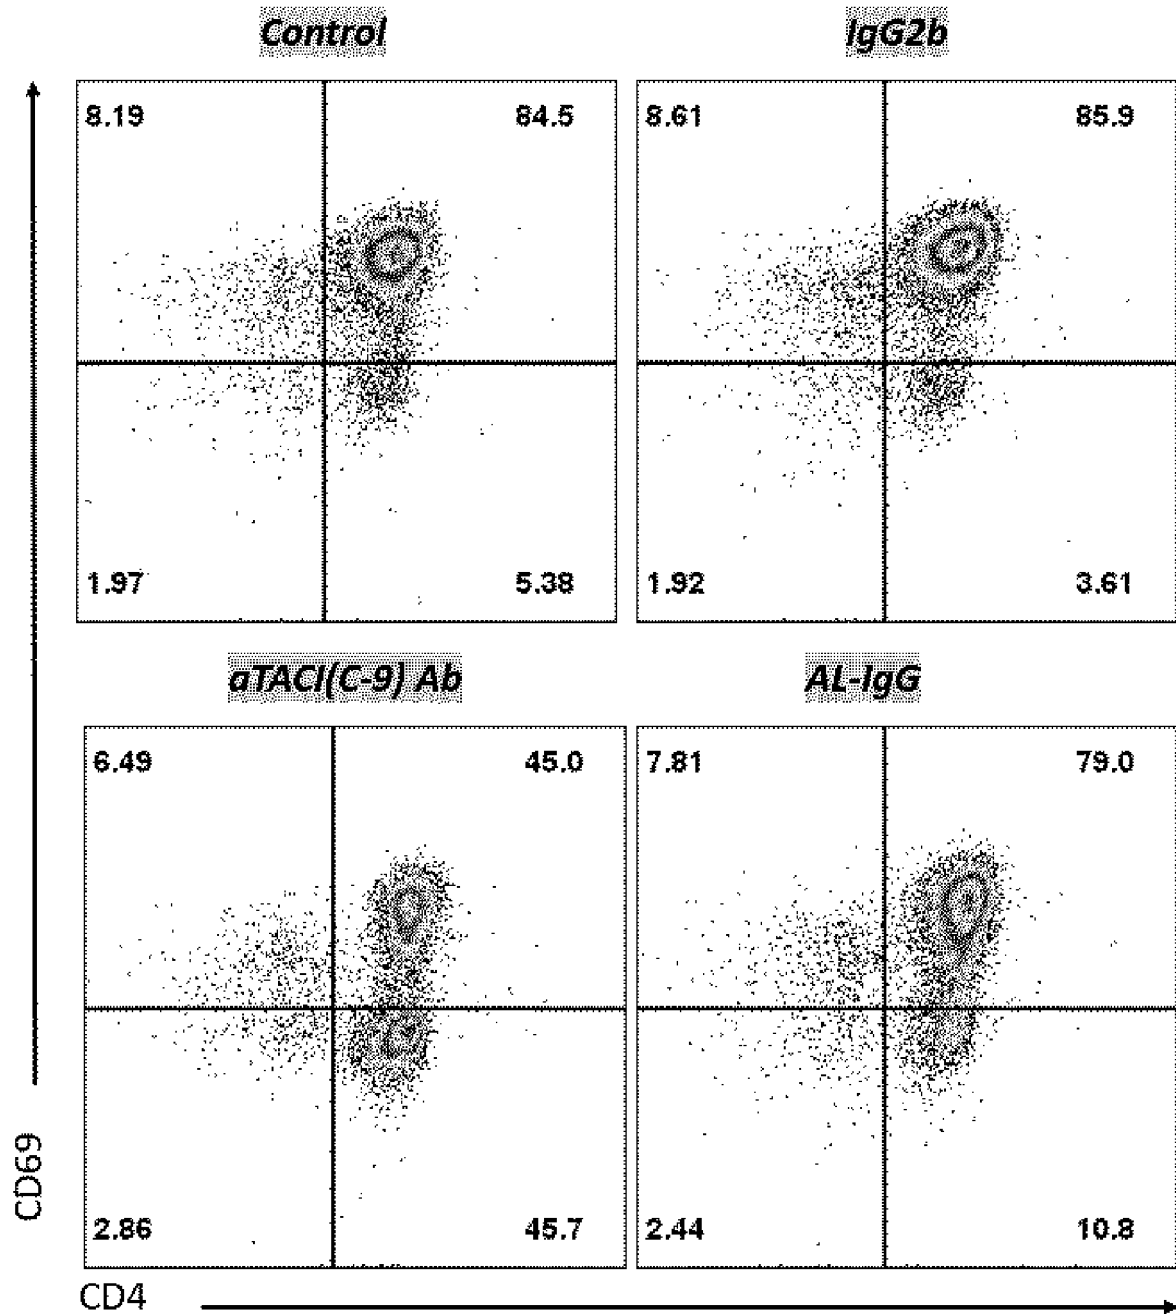 Control
IgG2b
8.19
84.5
8.61
85.9
1.97
5.38
1.92
3.61
aTACI(C-9) Ab
AL-IgG
6.49
45.0
7.81
79.0
2.86
45.7
2.44
10.8
CD69
CD4